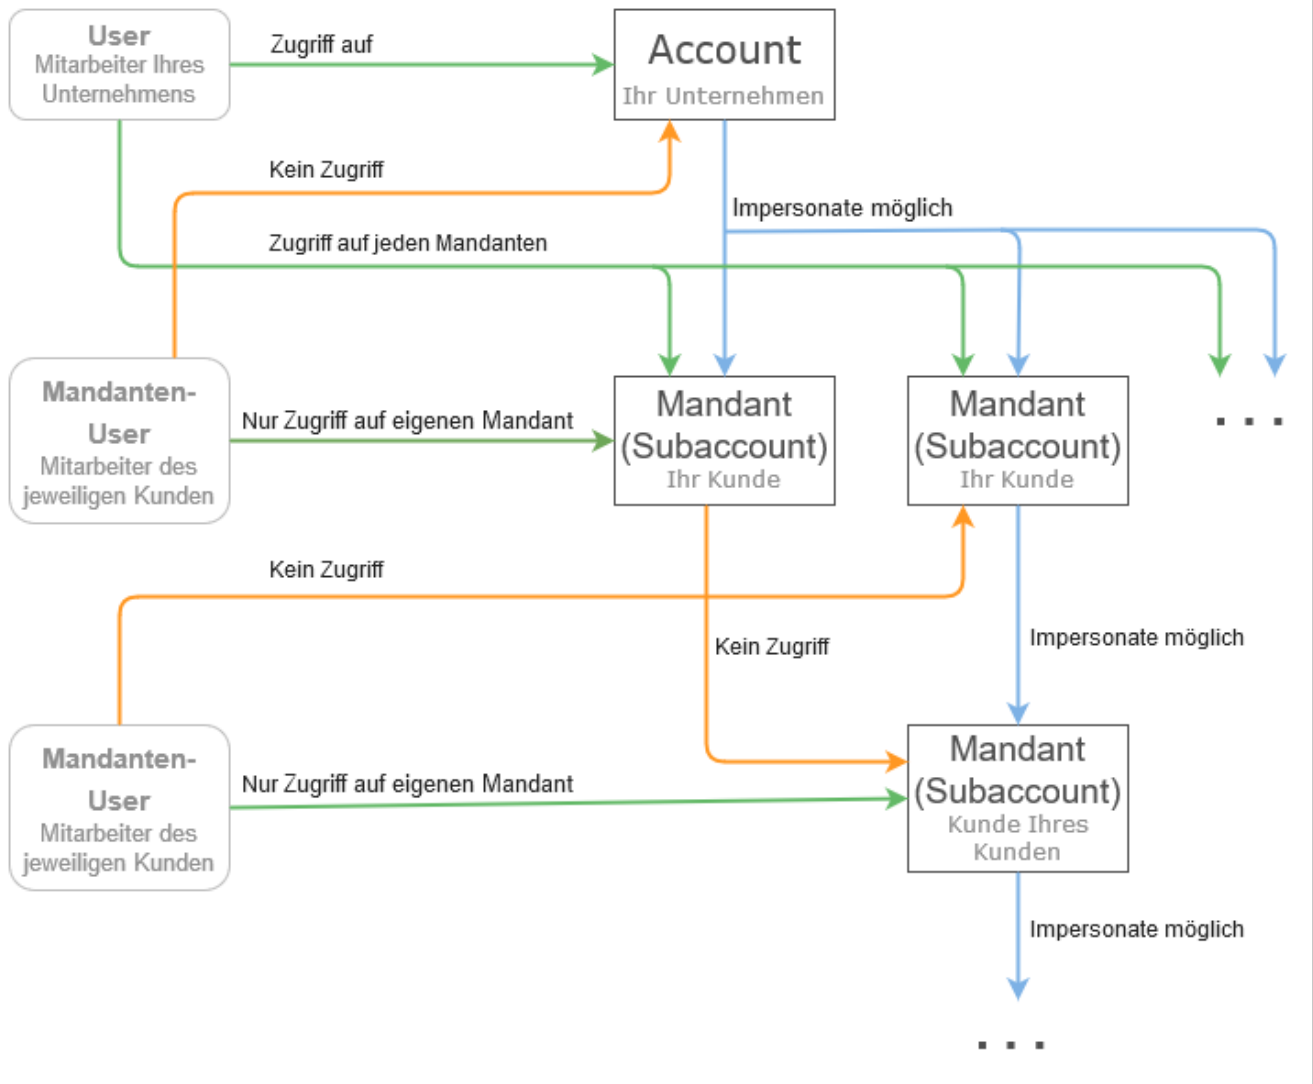 User
Mitarbeiter Ihres
Unternehmens
Zugriff auf
Account
Ihr Unternehmen
Kein Zugriff
Impersonate möglich
Zugriff auf jeden Mandanten
Mandanten-
User
Mitarbeiter des
jeweiligen Kunden
Nur Zugriff auf eigenen Mandant
Mandant
(Subaccount)
Ihr Kunde
Mandant
(Subaccount)
Ihr Kunde
. . .
Kein Zugriff
Kein Zugriff
Impersonate möglich
Mandanten-
User
Mitarbeiter des
jeweiligen Kunden
Nur Zugriff auf eigenen Mandant
Mandant
(Subaccount)
Kunde Ihres
Kunden
Impersonate möglich
. . .